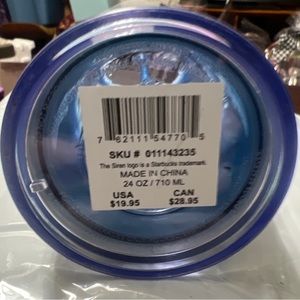 7 62111 54770 5
SKU # 011143235
The Siren logo is a Starbucks trademark.
MADE IN CHINA
24 OZ / 710 ML
USA CAN
$19.95 $28.95